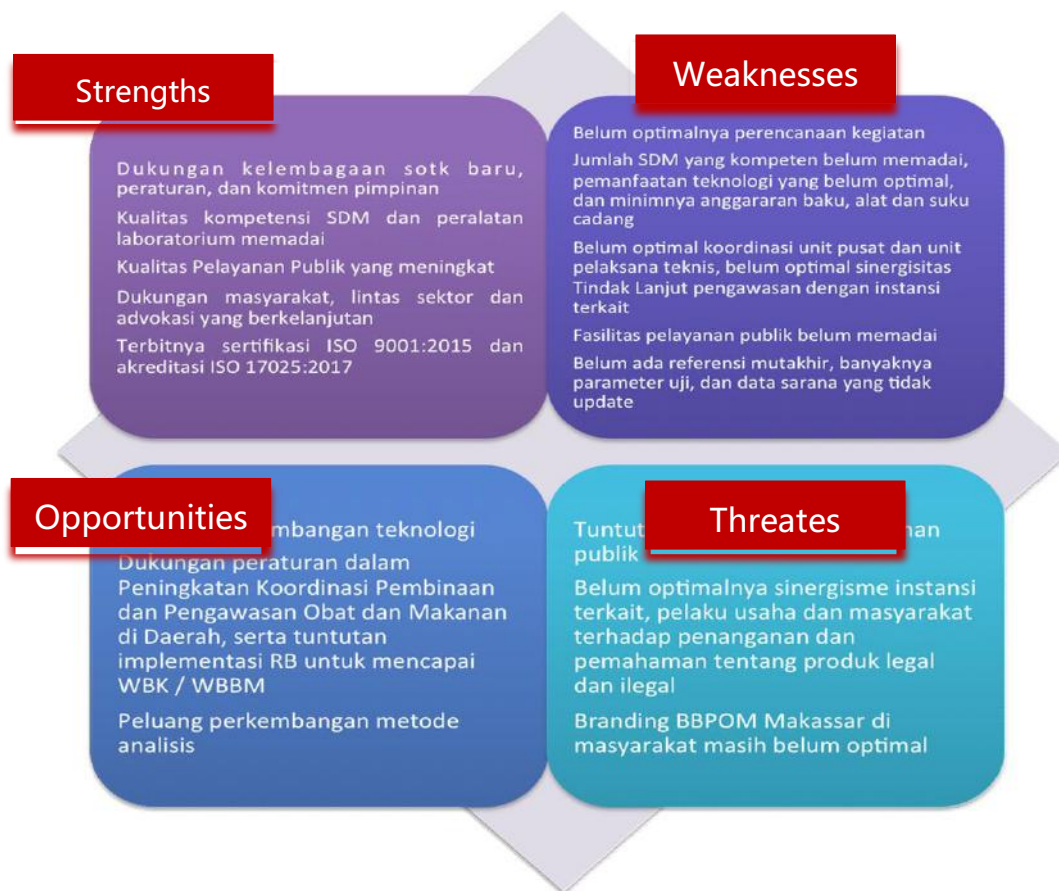 Strengths
Dukungan kelembagaan sotk baru,
peraturan, dan komitmen pimpinan
Kualitas kompetensi SDM dan peralatan
laboratorium memadai
Kualitas Pelayanan Publik yang meningkat
Dukungan masyarakat, lintas sektor dan
advokasi yang berkelanjutan
Terbitnya sertifikasi ISO 9001:2015 dan
akreditasi ISO 17025:2017
Weaknesses
Belum optimalnya perencanaan kegiatan
Jumlah SDM yang kompeten belum memadai,
pemanfaatan teknologi yang belum optimal,
dan minimnya anggararan baku, alat dan suku
cadang
Belum optimal koordinasi unit pusat dan unit
pelaksana teknis, belum optimal sinergisitas
Tindak Lanjut pengawasan dengan instansi
terkait
Fasilitas pelayanan publik belum memadai
Belum ada referensi mutakhir, banyaknya
parameter uji, dan data sarana yang tidak
update
Opportunities
teknologi
Dukungan peraturan dalam
Peningkatan Koordinasi Pembinaan
dan Pengawasan Obat dan Makanan
di Daerah, serta tuntutan
implementasi RB untuk mencapai
WBK / WBBM
Peluang perkembangan metode
analisis
Threates
publik
Belum optimalnya sinergisme instansi
terkait, pelaku usaha dan masyarakat
terhadap penanganan dan
pemahaman tentang produk legal
dan ilegal
Branding BBPOM Makassar di
masyarakat masih belum optimal